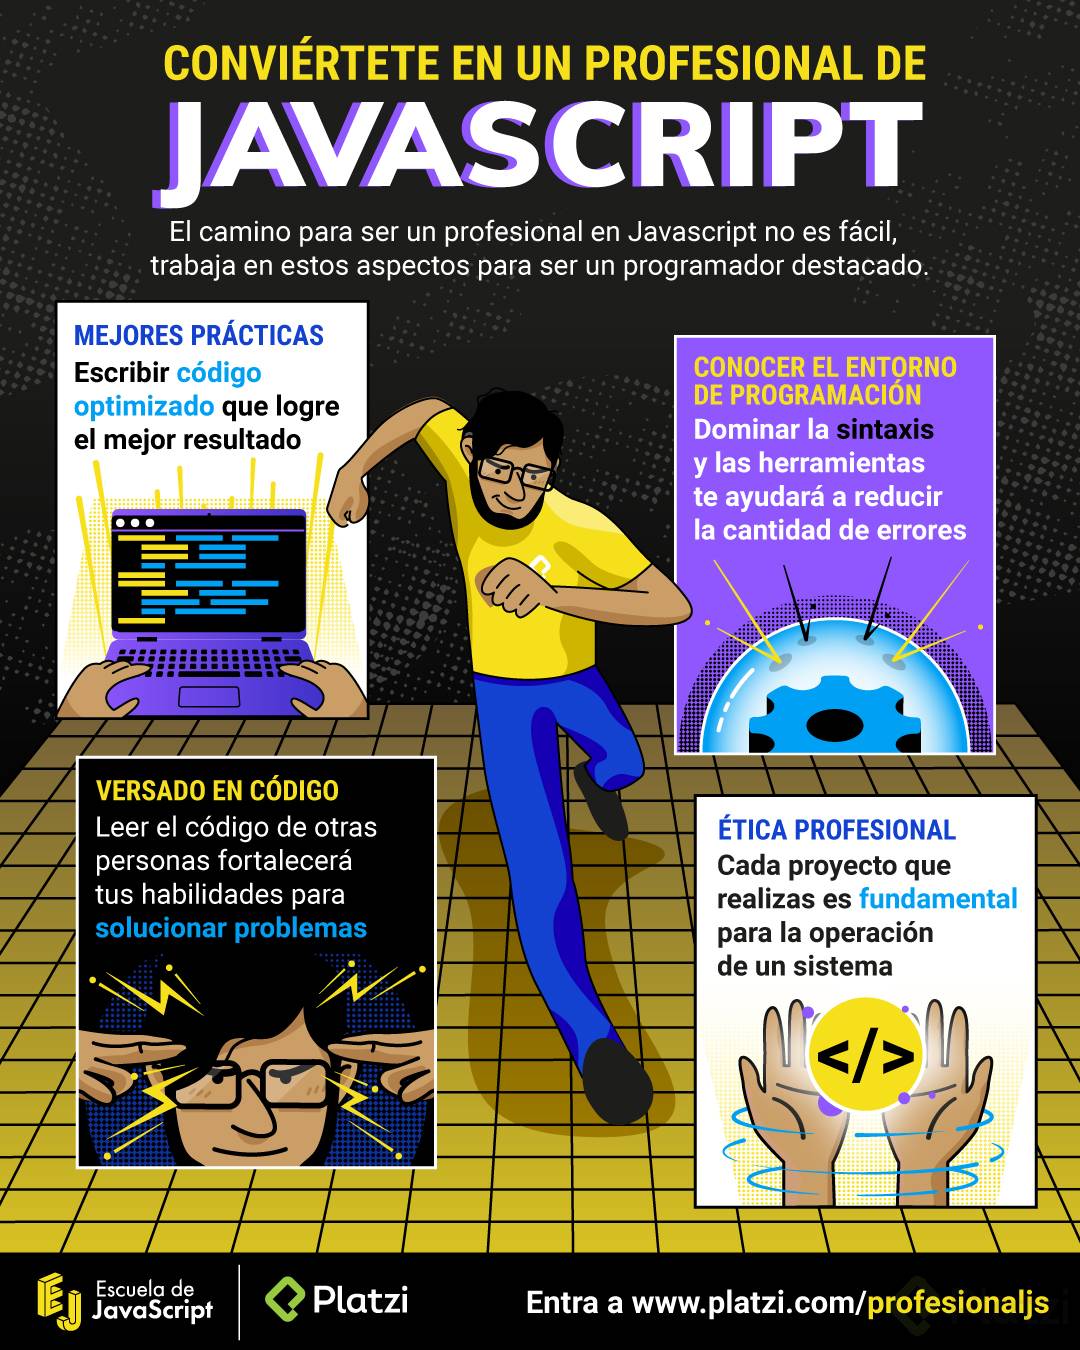 CONVIÉRTETE EN UN PROFESIONAL DE
JAVASCRIPT
El camino para ser un profesional en Javascript no es fácil,
trabaja en estos aspectos para ser un programador destacado.
MEJORES PRÁCTICAS
Escribir código
optimizado que logre
el mejor resultado
CONOCER EL ENTORNO
DE PROGRAMACIÓN
Dominar la sintaxis
y las herramientas
te ayudará a reducir
la cantidad de errores
VERSADO EN CÓDIGO
Leer el código de otras
personas fortalecerá
tus habilidades para
solucionar problemas
ÉTICA PROFESIONAL
Cada proyecto que
realizas es fundamental
para la operación
de un sistema
</>
EJ
Escuela de
JavaScript
Platzi
Entra a www.platzi.com/profesionaljs